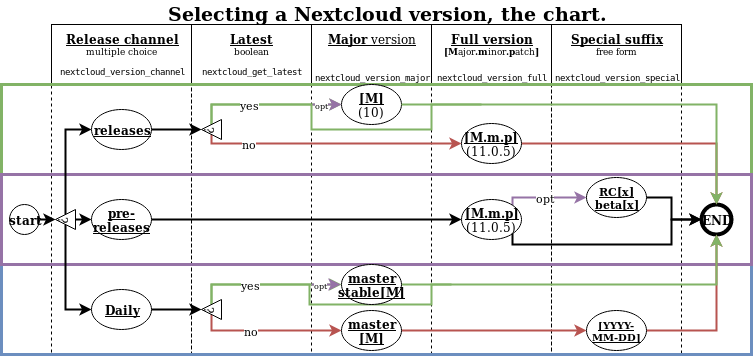 Selecting a Nextcloud version, the chart.
Release channel
multiple choice
nextcloud_version_channel
Latest
boolean
nextcloud_get_latest
Major version
nextcloud_version_major
Full version
[Major.minor.patch]
nextcloud_version_full
Special suffix
free form
nextcloud_version_special
releases
?
yes
opt
[M]
(10)
no
[M.m.p]
(11.0.5)
start
?
pre-
releases
[M.m.p]
(11.0.5)
opt
RC[x]
beta[x]
END
Daily
?
yes
opt
master
stable[M]
no
master
[M]
[YYYY-
MM-DD]